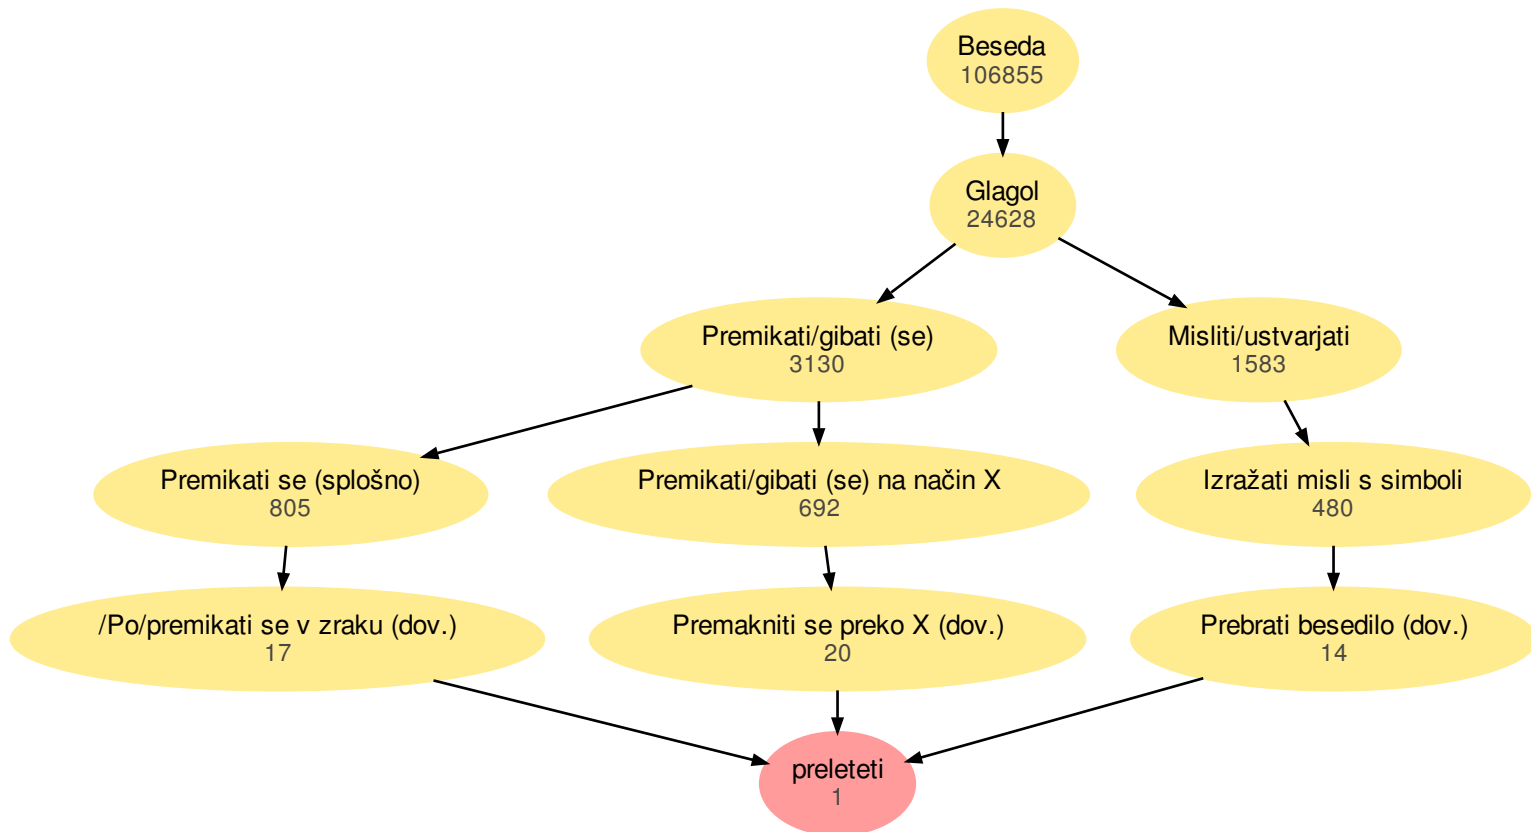 Beseda
106855
Glagol
24628
Premikati/gibati (se)
3130
Misliti/ustvarjati
1583
Premikati se (splošno)
805
Premikati/gibati (se) na način X
692
Izražati misli s simboli
480
/Po/premikati se v zraku (dov.)
17
Premakniti se preko X (dov.)
20
Prebrati besedilo (dov.)
14
preleteti
1